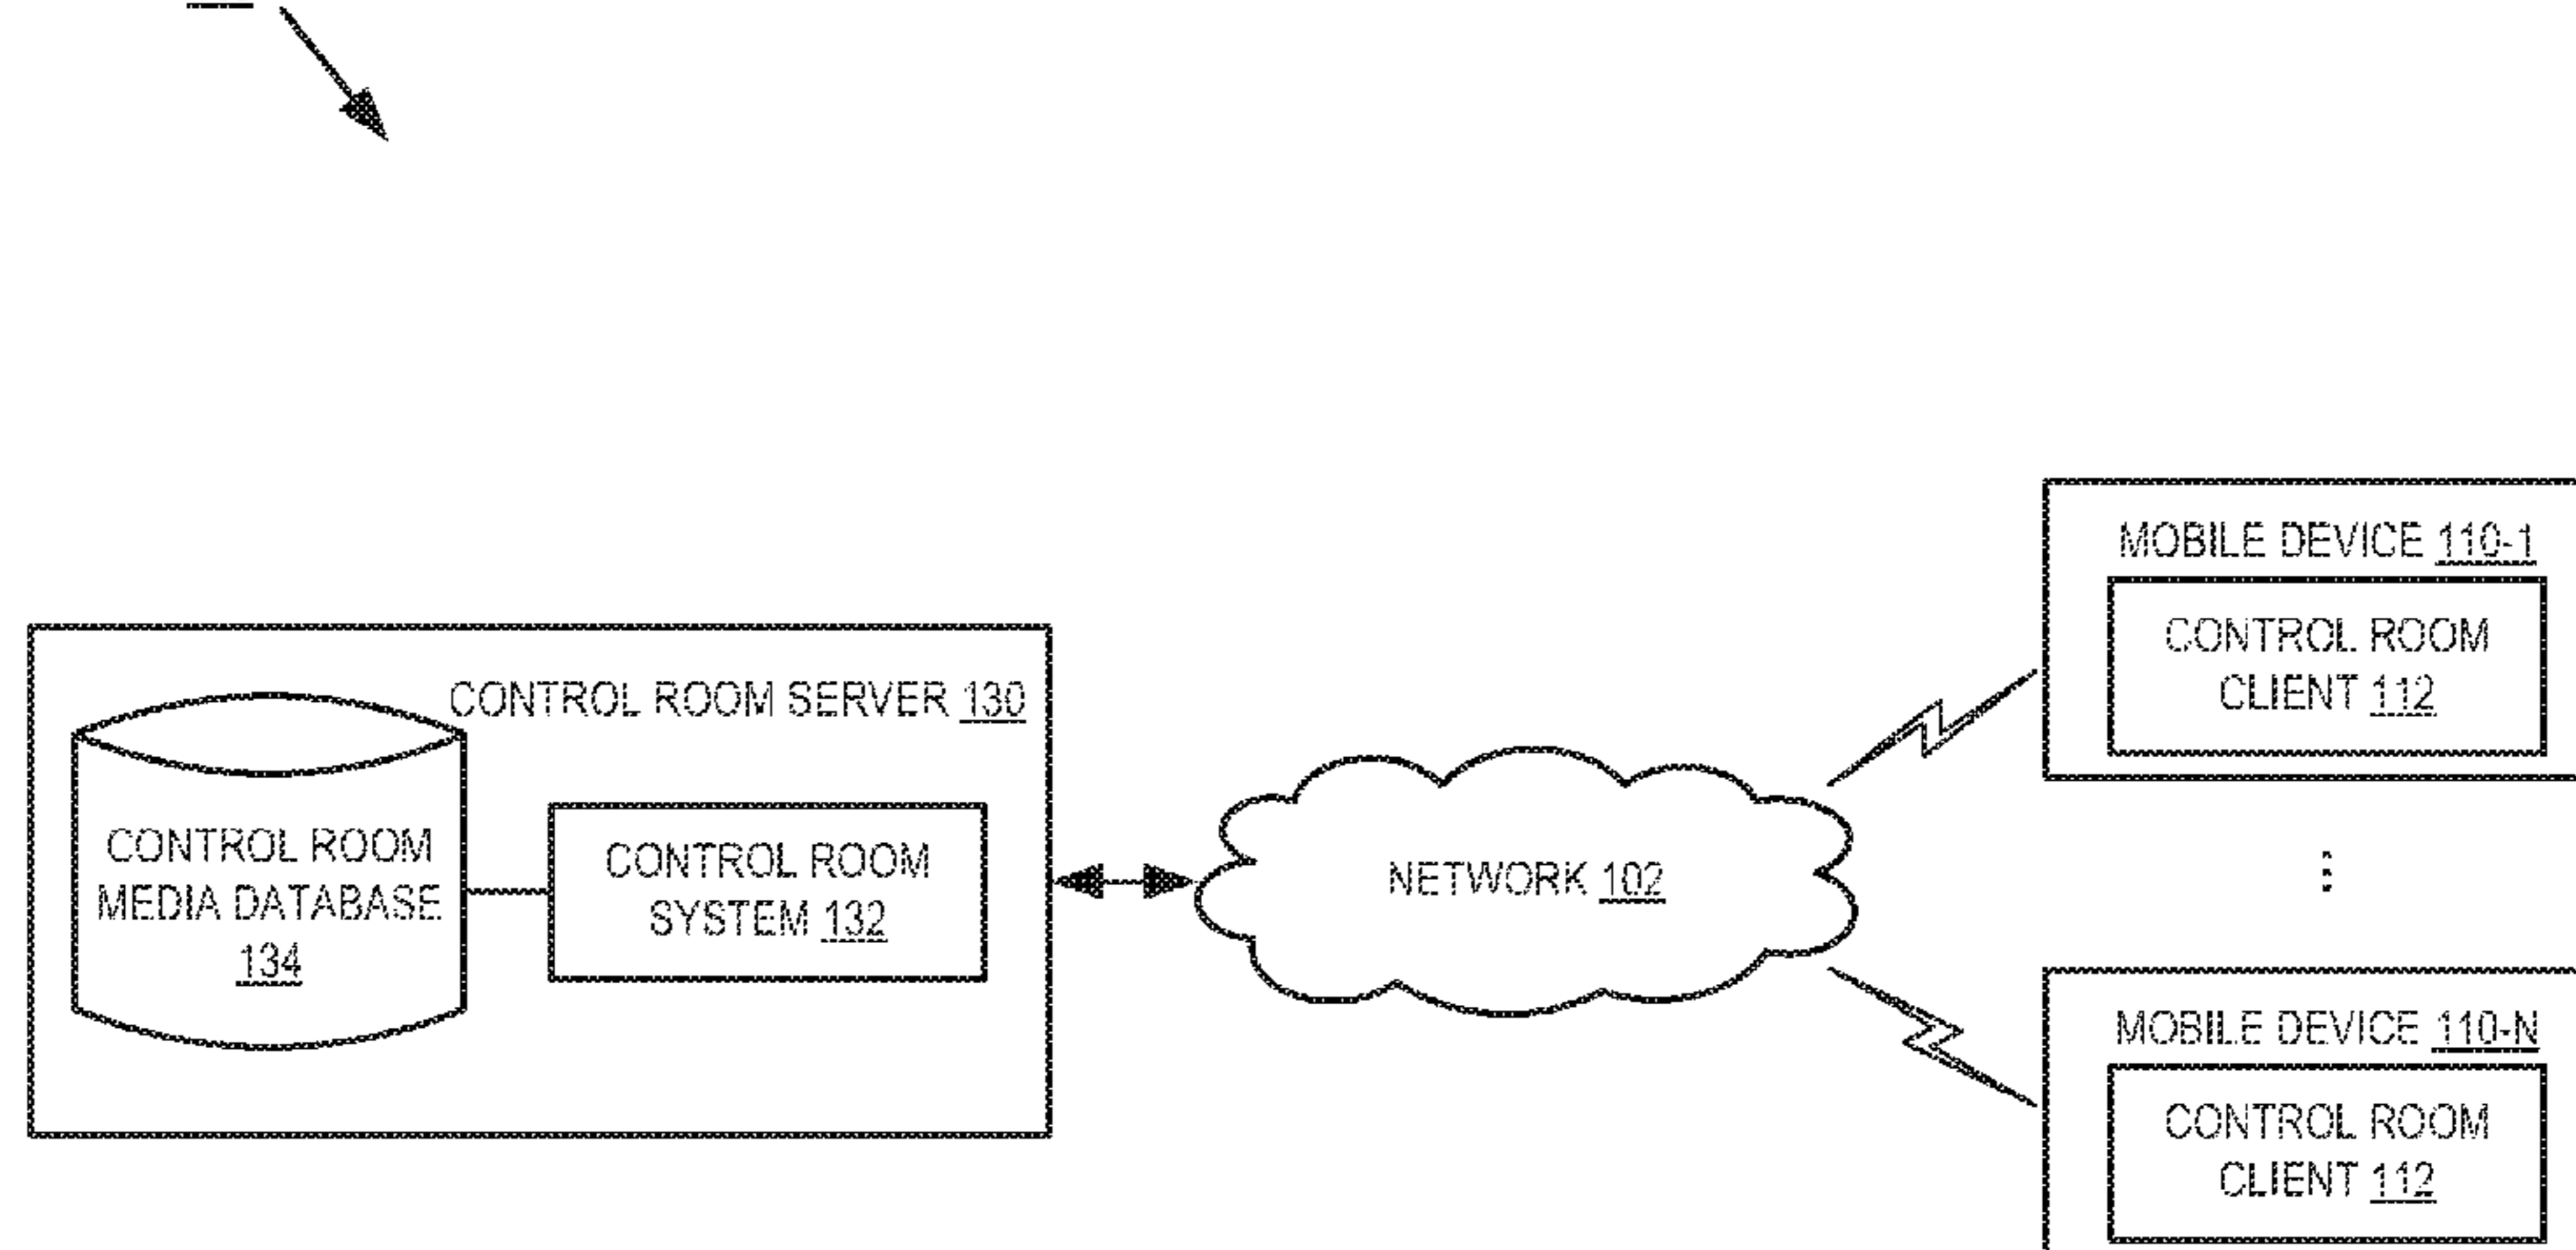 CONTROL ROOM SERVER 130
CONTROL ROOM
MEDIA DATABASE
134
CONTROL ROOM
SYSTEM 132
NETWORK 102
MOBILE DEVICE 110-1
CONTROL ROOM
CLIENT 112
MOBILE DEVICE 110-N
CONTROL ROOM
CLIENT 112